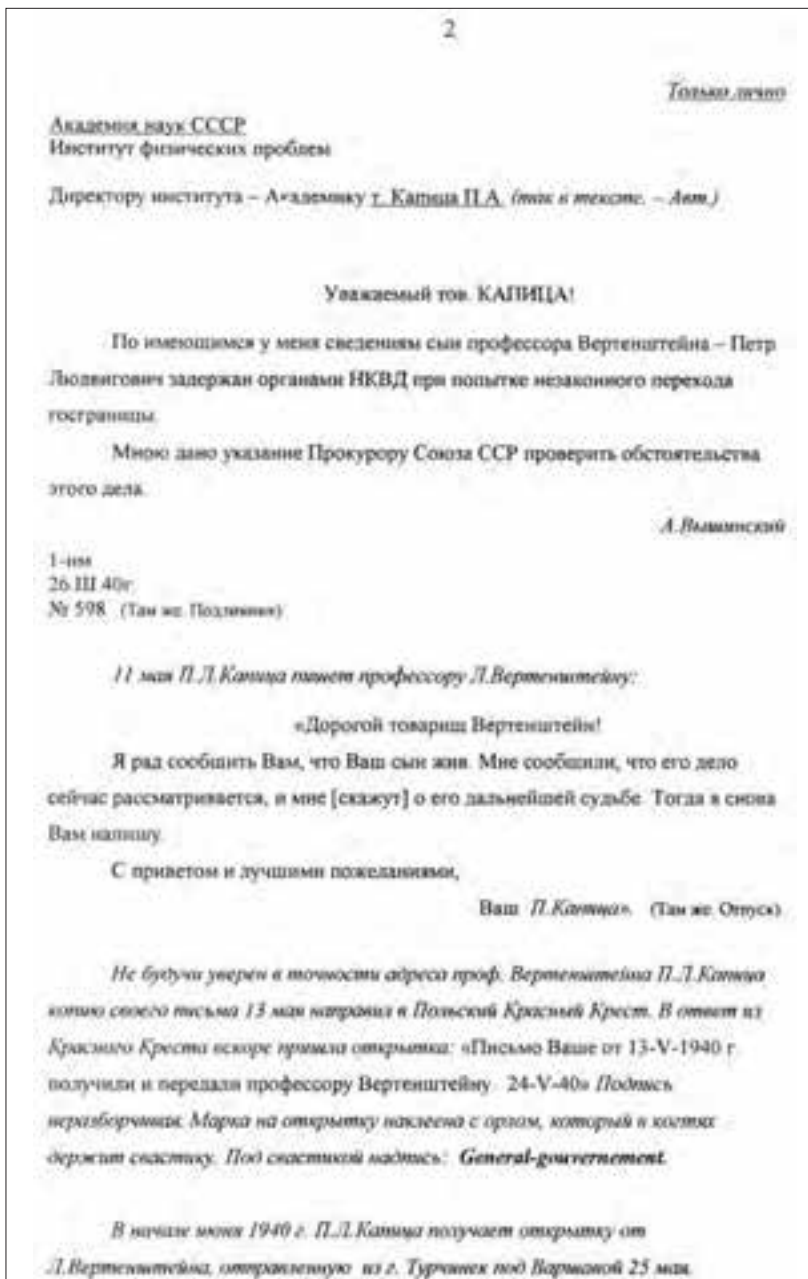 2
Только лично
Академия наук СССР
Институт физических проблем
Директору института – Академику т. Капица П.А. (так в тексте. – Авт.)
Уважаемый тов. КАПИЦА!
По имеющимся у меня сведениям сын профессора Вертенштейна – Петр
Людвигович задержан органами НКВД при попытке незаконного перехода
госграницы.
Мною дано указание Прокурору Союза ССР проверить обстоятельства
этого дела.
А.Вышинский
1-нм
26.III.40г.
№ 598 (Там же. Подлинник)
11 мая П.Л.Капица пишет профессору Л.Вертенштейну:
«Дорогой товарищ Вертенштейн!
Я рад сообщить Вам, что Ваш сын жив. Мне сообщили, что его дело
сейчас рассматривается, и мне [скажут] о его дальнейшей судьбе. Тогда я снова
Вам напишу.
С приветом и лучшими пожеланиями,
Ваш П.Капица». (Там же. Отпуск)
Не будучи уверен в точности адреса проф. Вертенштейна П.Л.Капица
копию своего письма 13 мая направил в Польский Красный Крест. В ответ из
Красного Креста вскоре пришла открытка: «Письмо Ваше от 13-V-1940 г.
получили и передали профессору Вертенштейну. 24-V-40» Подпись
неразборчивая. Марка на открытку наклеена с орлом, который в когтях
держит свастику. Под свастикой надпись: General-gouvernement.
В начале июня 1940 г. П.Л.Капица получает открытку от
Л.Вертенштейна, отправленную из г. Турчинек под Варшавой 25 мая.